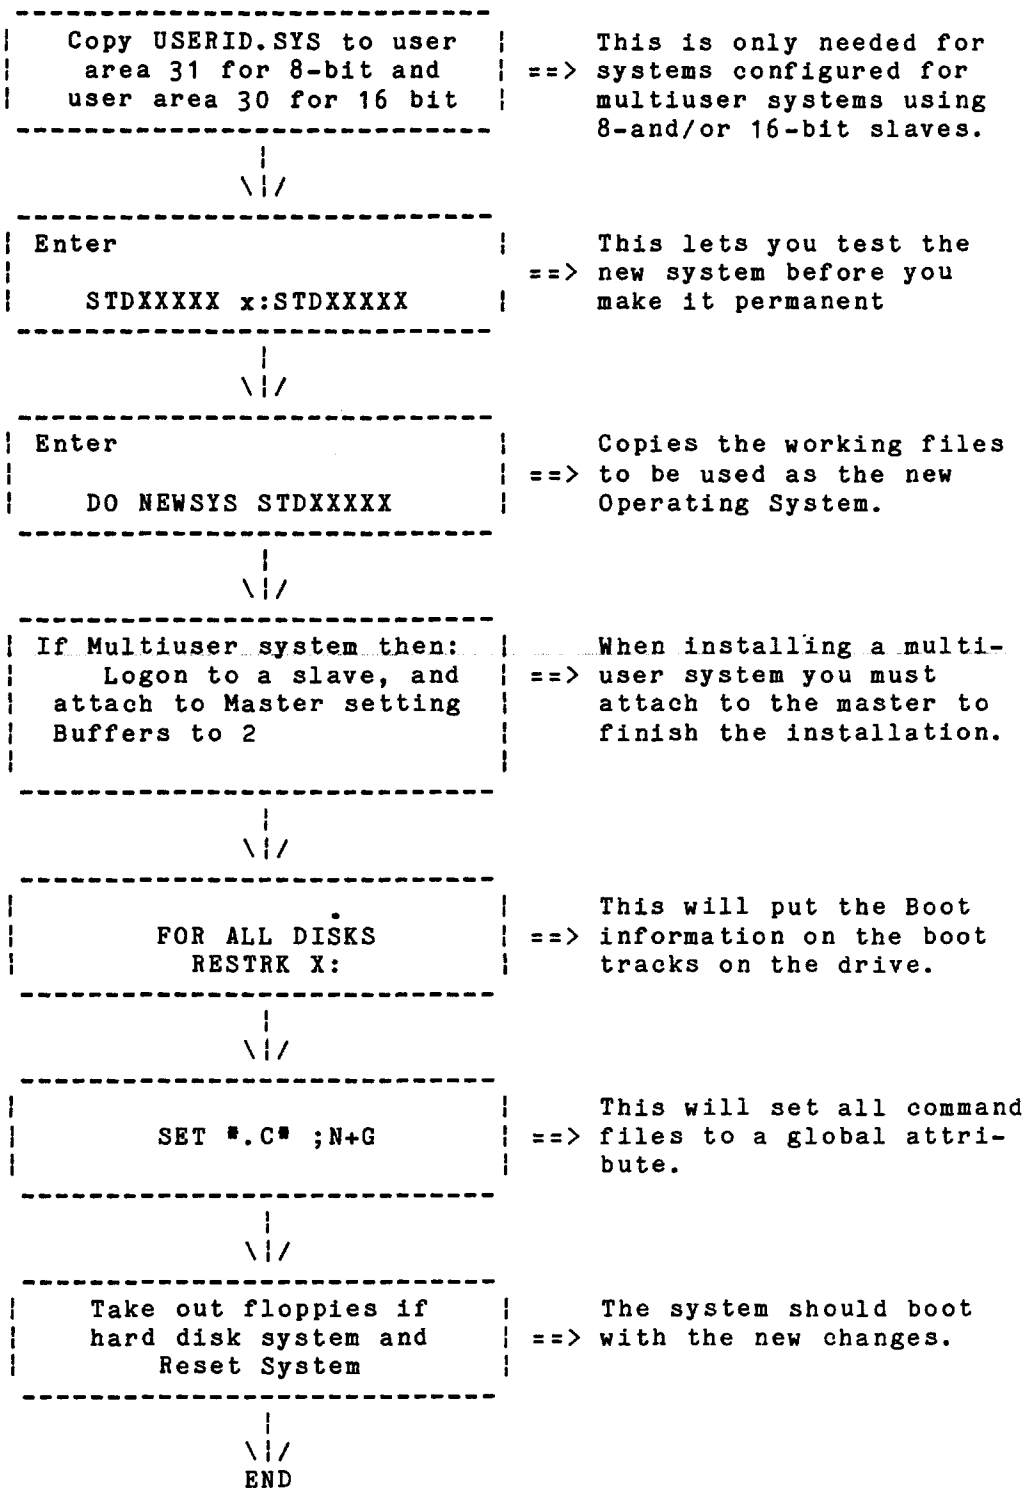 Copy USERID.SYS to user
area 31 for 8-bit and
user area 30 for 16 bit
This is only needed for
==> systems configured for
multiuser systems using
8-and/or 16-bit slaves.
Enter
STDXXXXX x:STDXXXXX
This lets you test the
==> new system before you
make it permanent
Enter
DO NEWSYS STDXXXXX
Copies the working files
==> to be used as the new
Operating System.
If Multiuser system then:
Logon to a slave, and
attach to Master setting
Buffers to 2
When installing a multi-
==> user system you must
attach to the master to
finish the installation.
FOR ALL DISKS
RESTRK X:
This will put the Boot
==> information on the boot
tracks on the drive.
SET *.C* ;N+G
This will set all command
==> files to a global attri-
bute.
Take out floppies if
hard disk system and
Reset System
The system should boot
==> with the new changes.
END